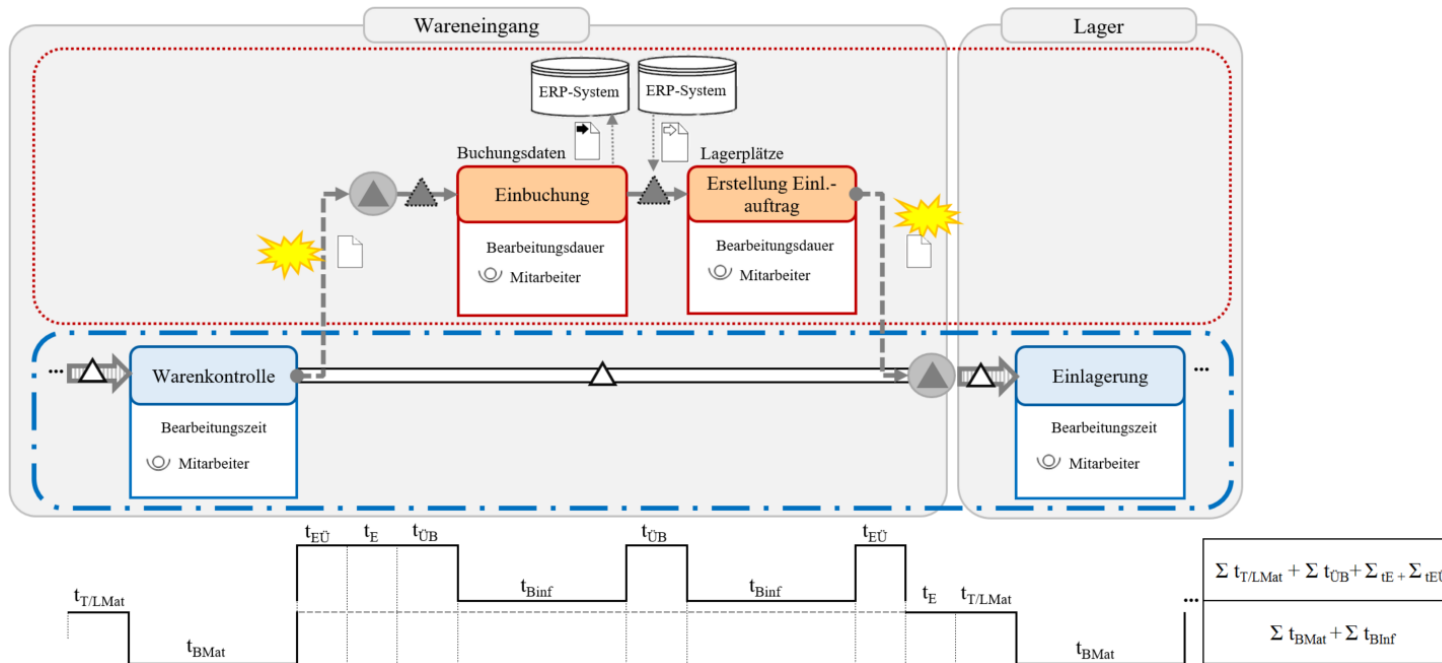 Wareneingang
Lager
ERP-System
ERP-System
Buchungsdaten
Lagerplätze
Einbuchung
Erstellung Einl.-
auftrag
Bearbeitungsdauer
Mitarbeiter
Bearbeitungsdauer
Mitarbeiter
...
Warenkontrolle
Einlagerung
...
Bearbeitungszeit
Mitarbeiter
Bearbeitungszeit
Mitarbeiter
tEÜ
tE
tÜB
tÜB
tEÜ
tT/LMat
tBMat
tBinf
tBinf
tE
tT/LMat
tBMat
...
Σ tT/LMat + Σ tÜB + Σ tE + Σ tEÜ
Σ tBMat + Σ tBInf